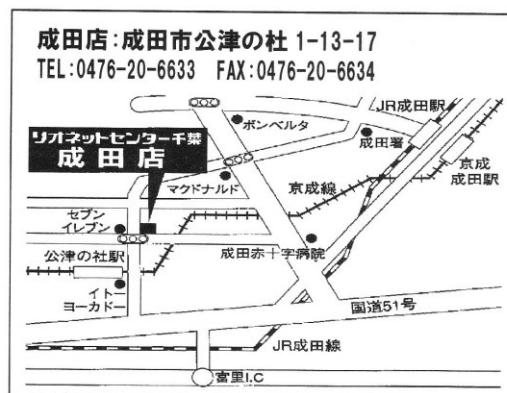 成田店:成田市公津の杜 1-13-17
TEL:0476-20-6633 FAX:0476-20-6634
JR成田駅
ボンベルタ
成田署
リオネットセンター千葉
成田店
京成
成田駅
マクドナルド
京成線
セブン
イレブン
成田赤十字病院
公津の杜駅
イトー
ヨーカドー
国道51号
JR成田線
富里I.C